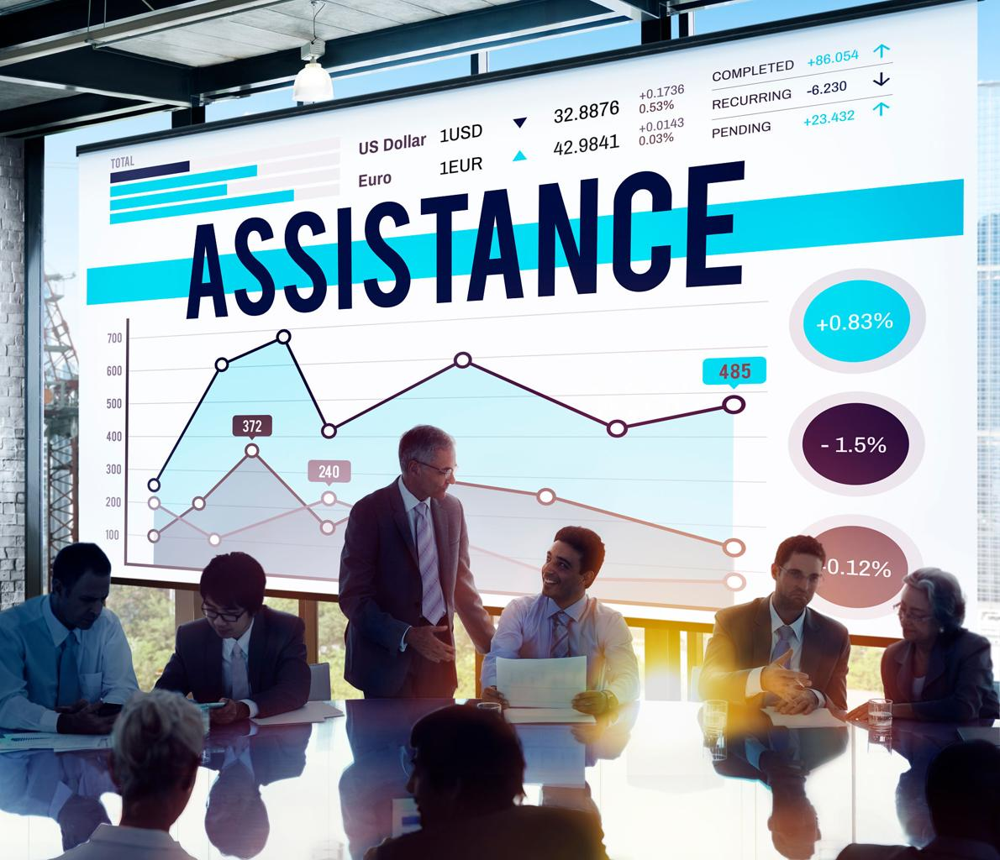 TOTAL
US Dollar 1USD 32.8876 +0.1736
0.53%
Euro 1EUR 42.9841 +0.0143
0.03%
COMPLETED +86.054
RECURRING -6.230
PENDING +23.432
ASSISTANCE
700
600
500
400
300
200
100
372
240
485
+0.83%
- 1.5%
-0.12%